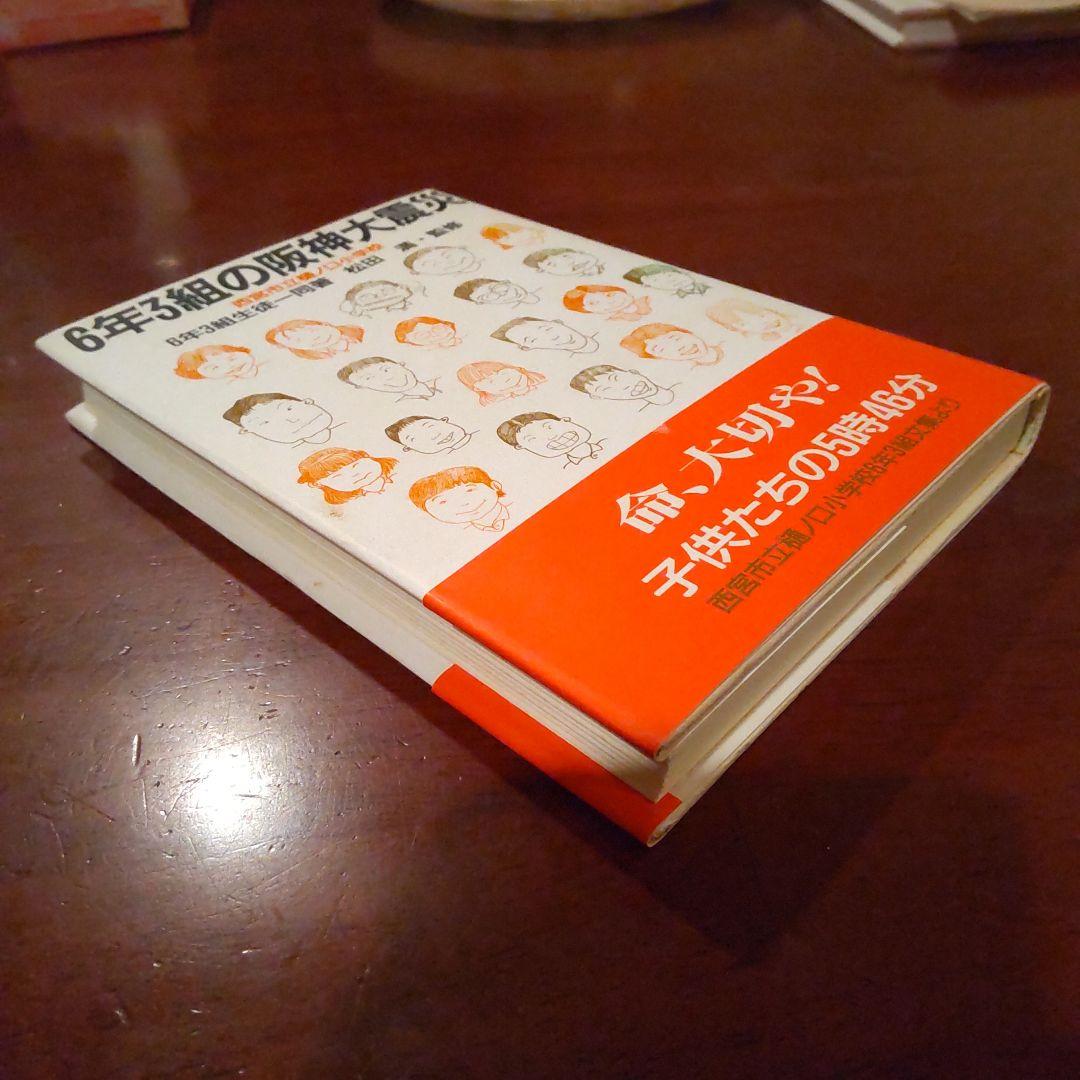 6年3組の阪神大震災
西宮市立樋ノ口小学校
6年3組生徒一同著 松田 ・監修
命、大切や!
子供たちの5時46分
西宮市立樋ノ口小学校6年3組文集より